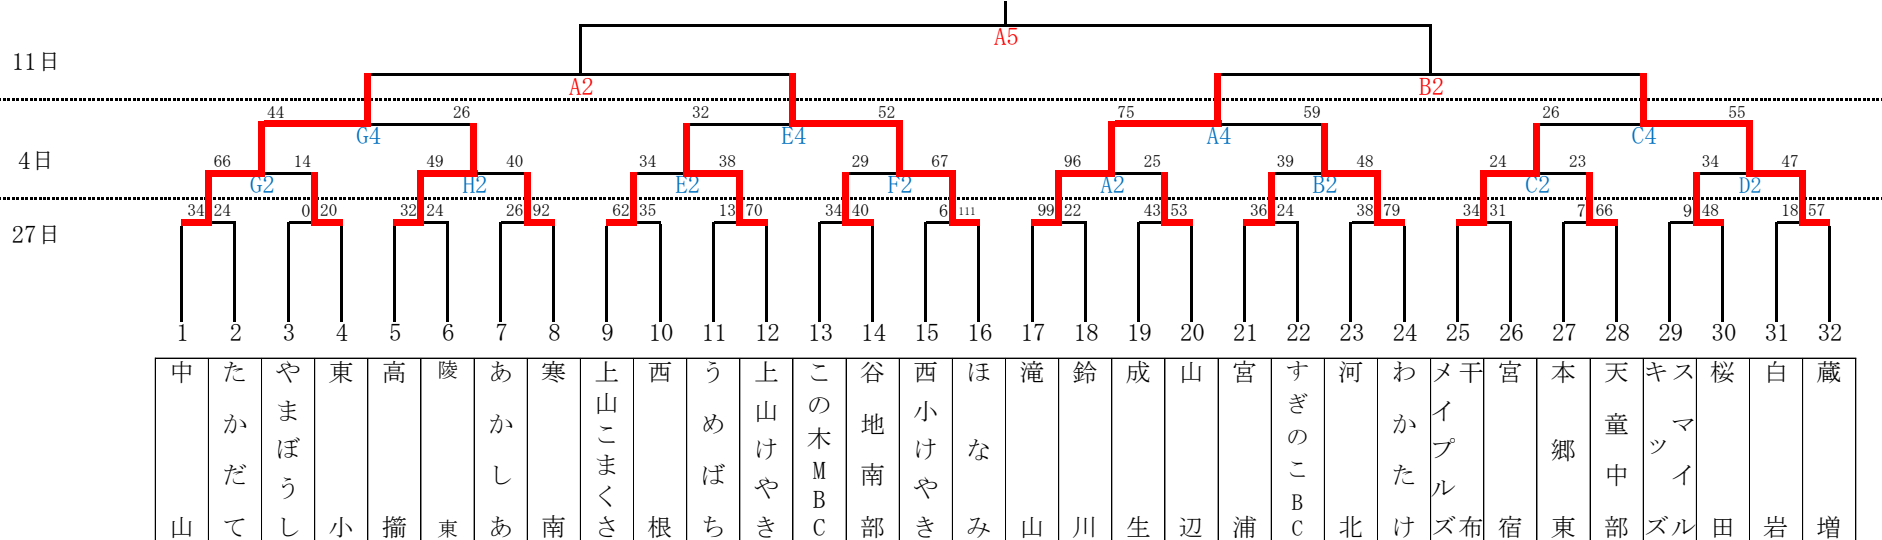 A5
11日
A2 B2
44 26 32 52 75 59 26 55
G4 E4 A4 C4
4日
66 14 49 40 34 38 29 67 96 25 39 48 24 23 34 47
G2 H2 E2 F2 A2 B2 C2 D2
34 24 0 20 32 24 26 92 62 35 13 70 34 40 6 111 99 22 43 53 36 24 38 79 34 31 7 66 9 48 18 57
27日
1 2 3 4 5 6 7 8 9 10 11 12 13 14 15 16 17 18 19 20 21 22 23 24 25 26 27 28 29 30 31 32
中山
たかだて
やまぼうし
東小
高擶
陵東
あかしあ
寒南
上山こまくさ
西根
うめばち
上山けやき
この木MBC
谷地南部
西小けやき
ほなみ
滝山
鈴川
成生
山辺
宮浦
すぎのこBC
河北
わかたけ
干布
メイプルズ
宮宿
本郷東
天童中部
スマイル
キッズ
桜田
白岩
蔵増